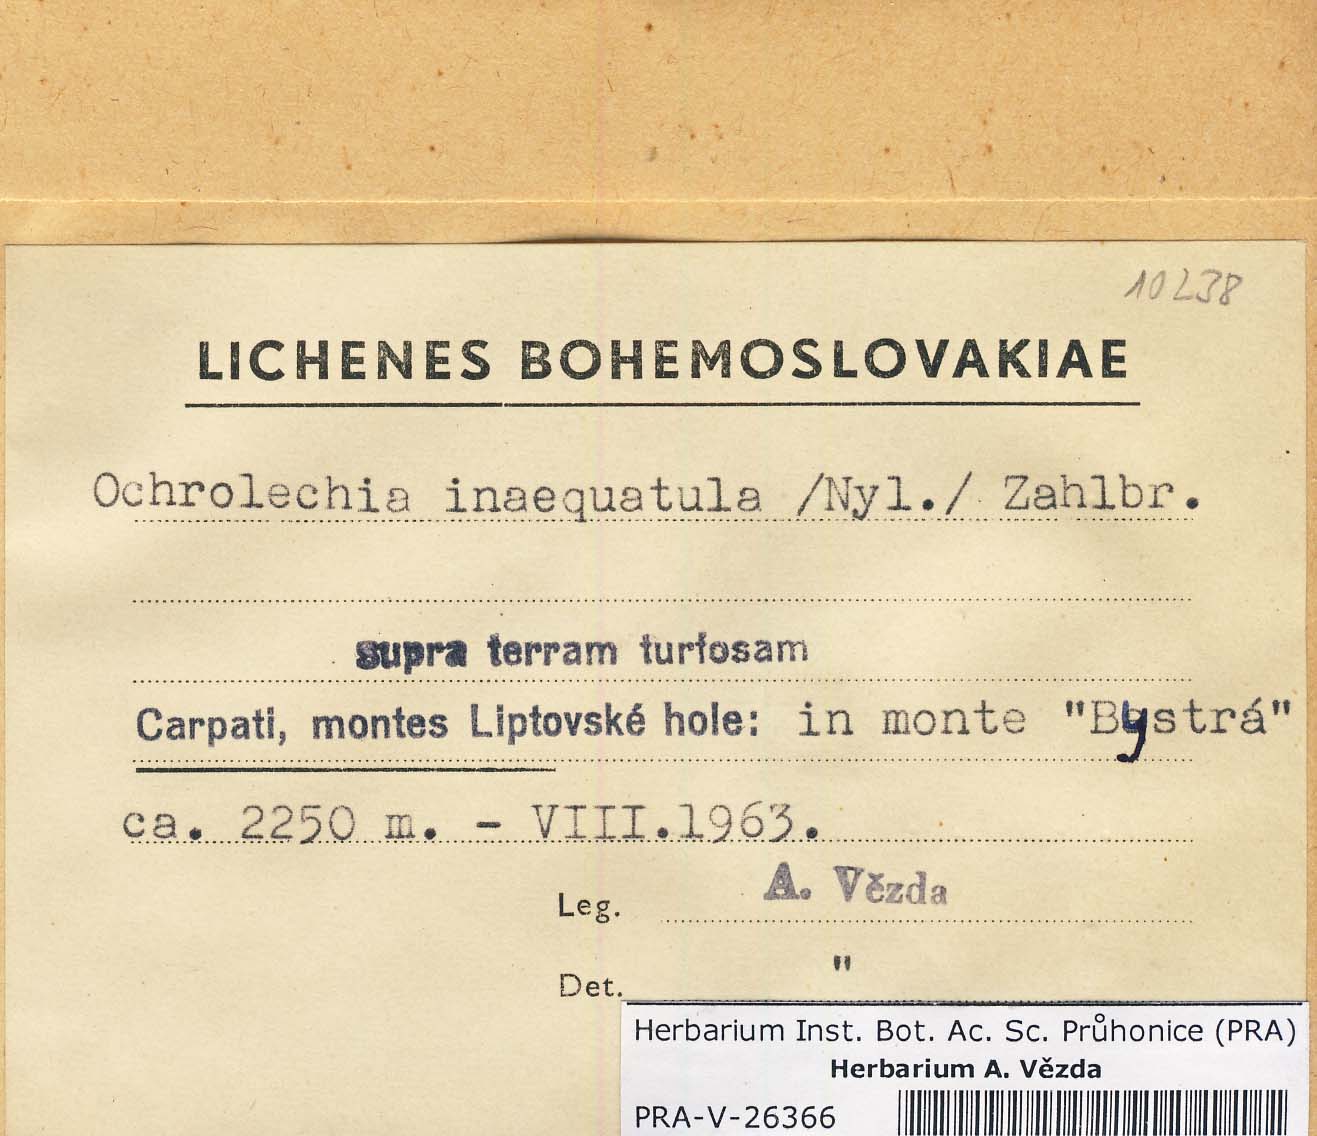 10238
LICHENES BOHEMOSLOVAKIAE
Ochrolechia inaequatula /Nyl./ Zahlbr.
supra terram turfosam
Carpati, montes Liptovské hole: in monte "Bystrá"
ca. 2250 m. - VIII.1963.
Leg. A. Vězda
Det. "
Herbarium Inst. Bot. Ac. Sc. Průhonice (PRA)
Herbarium A. Vězda
PRA-V-26366